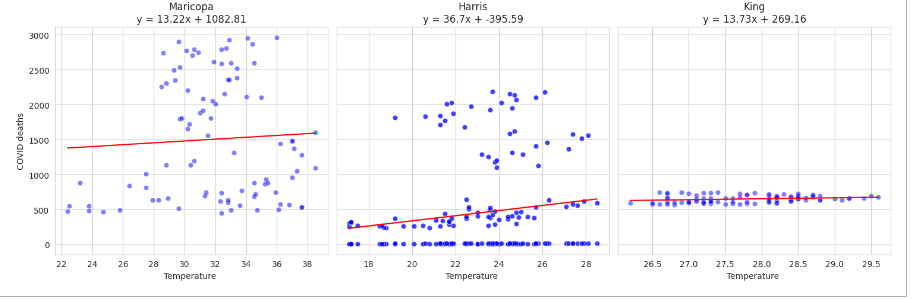 Maricopa
y = 13.22x + 1082.81
Harris
y = 36.7x + -395.59
King
y = 13.73x + 269.16
COVID deaths
3000
2500
2000
1500
1000
500
0
22 24 26 28 30 32 34 36 38
Temperature
18 20 22 24 26 28
Temperature
26.5 27.0 27.5 28.0 28.5 29.0 29.5
Temperature